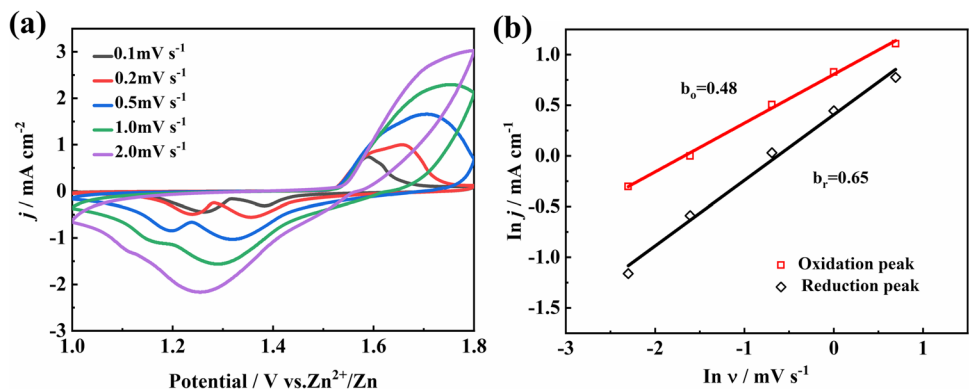 (a)
0.1mV s-1
0.2mV s-1
0.5mV s-1
1.0mV s-1
2.0mV s-1
3
2
1
0
-1
-2
-3
j / mA cm-2
1.0 1.2 1.4 1.6 1.8
Potential / V vs.Zn2+/Zn
(b)
1.0
0.5
0.0
-0.5
-1.0
-1.5
In j / mA cm-1
bo=0.48
br=0.65
Oxidation peak
Reduction peak
-3 -2 -1 0 1
In ν / mV s-1